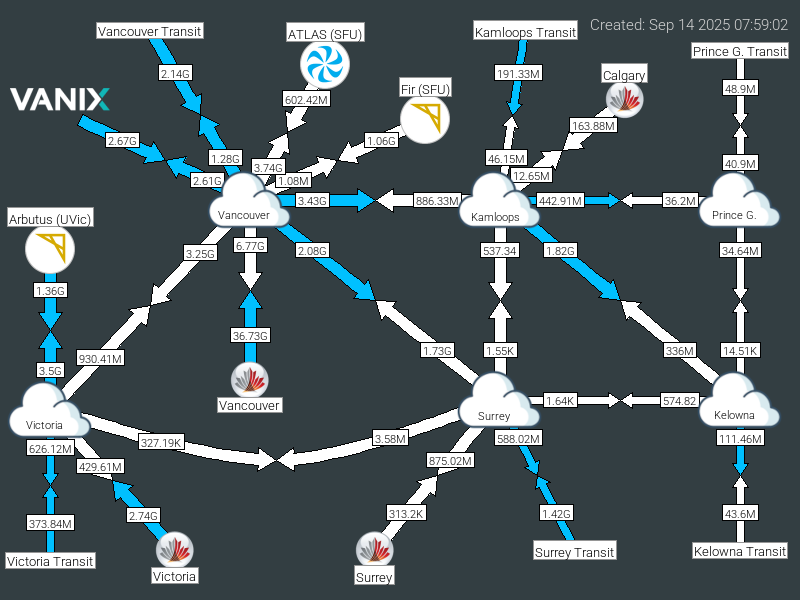 Created: Sep 14 2025 07:59:02
Vancouver Transit
ATLAS (SFU)
Kamloops Transit
Prince G. Transit
2.14G
191.33M
Calgary
48.9M
VANIX
602.42M
Fir (SFU)
163.88M
2.67G
1.06G
1.28G
3.74G
46.15M
40.9M
2.61G
1.08M
12.65M
3.43G
886.33M
442.91M
36.2M
Vancouver
Kamloops
Prince G.
Arbutus (UVic)
3.25G
6.77G
2.08G
537.34
1.82G
34.64M
1.36G
36.73G
930.41M
1.73G
1.55K
336M
14.51K
3.5G
Vancouver
1.64K
574.82
Victoria
Surrey
Kelowna
626.12M
327.19K
3.58M
588.02M
111.46M
429.61M
875.02M
373.84M
2.74G
313.2K
1.42G
43.6M
Victoria Transit
Victoria
Surrey
Surrey Transit
Kelowna Transit